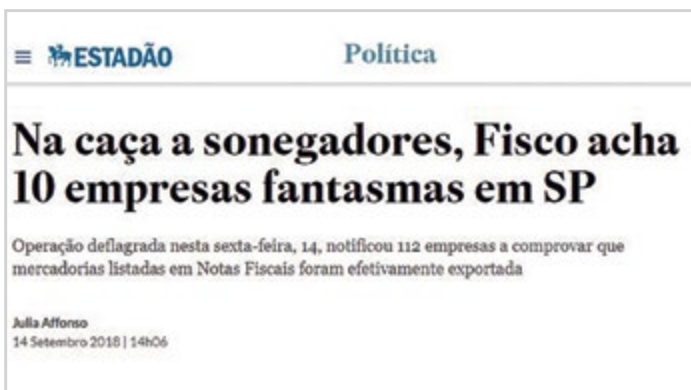 ESTADÃO Política
Na caça a sonegadores, Fisco acha
10 empresas fantasmas em SP
Operação deflagrada nesta sexta-feira, 14, notificou 112 empresas a comprovar que
mercadorias listadas em Notas Fiscais foram efetivamente exportada
Julia Affonso
14 Setembro 2018 | 14h06